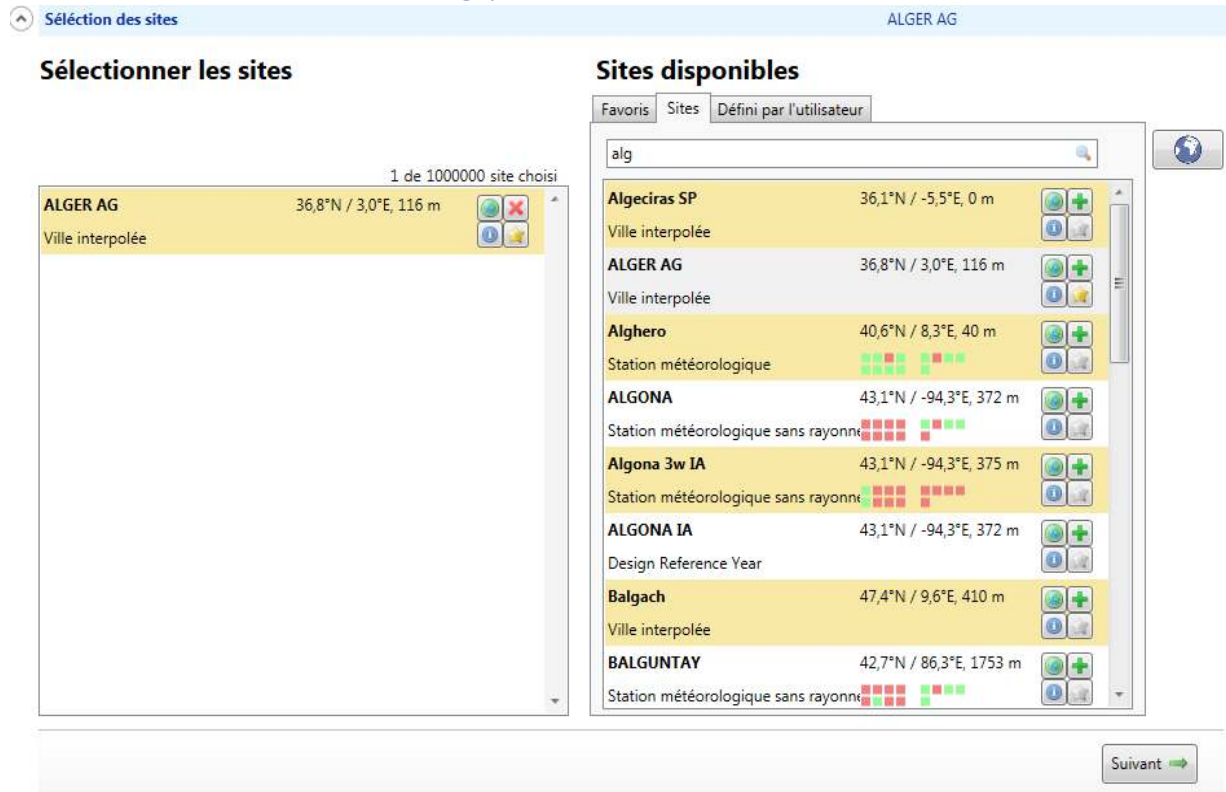 Séléction des sites ALGER AG
Sélectionner les sites
1 de 1000000 site choisi
ALGER AG 36,8°N / 3,0°E, 116 m
Ville interpolée
Sites disponibles
Favoris Sites Défini par l'utilisateur
alg
Algeciras SP 36,1°N / -5,5°E, 0 m
Ville interpolée
ALGER AG 36,8°N / 3,0°E, 116 m
Ville interpolée
Alghero 40,6°N / 8,3°E, 40 m
Station météorologique
ALGONA 43,1°N / -94,3°E, 372 m
Station météorologique sans rayonne
Algona 3w IA 43,1°N / -94,3°E, 375 m
Station météorologique sans rayonne
ALGONA IA 43,1°N / -94,3°E, 372 m
Design Reference Year
Balgach 47,4°N / 9,6°E, 410 m
Ville interpolée
BALGUNTAY 42,7°N / 86,3°E, 1753 m
Station météorologique sans rayonne
Suivant